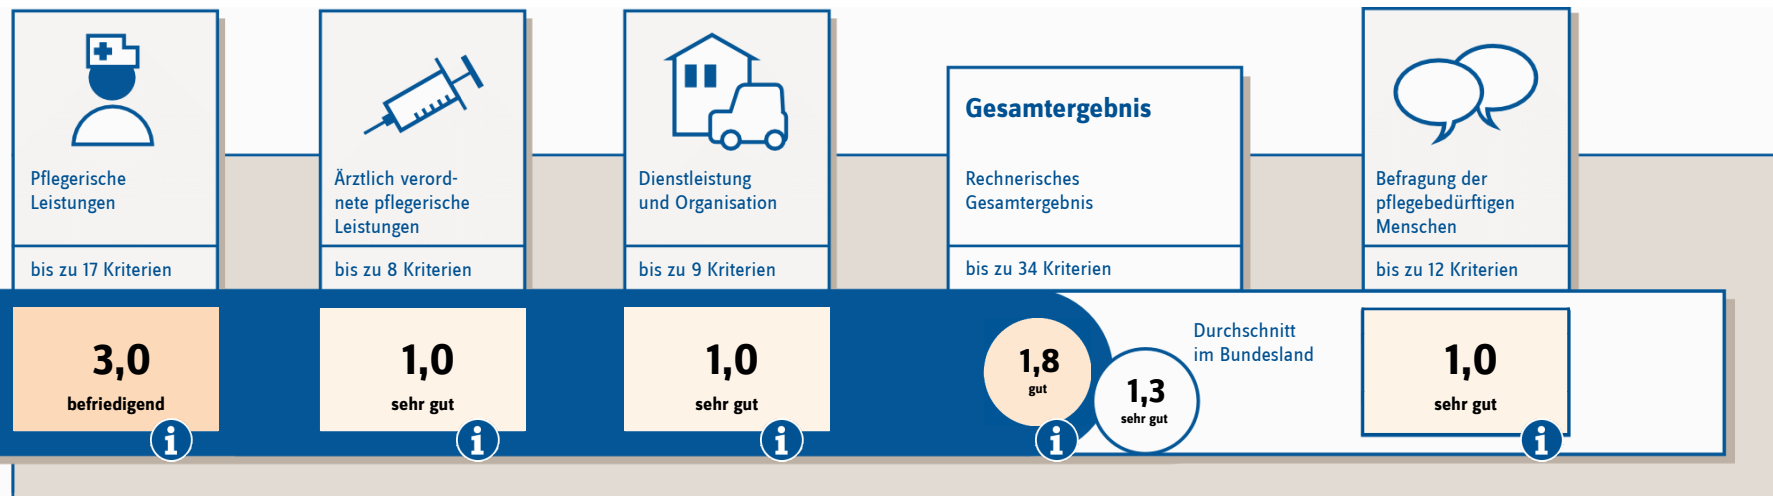 Pflegerische
Leistungen
bis zu 17 Kriterien
3,0
befriedigend
i
Ärztlich verord-
nete pflegerische
Leistungen
bis zu 8 Kriterien
1,0
sehr gut
i
Dienstleistung
und Organisation
bis zu 9 Kriterien
1,0
sehr gut
i
Gesamtergebnis
Rechnerisches
Gesamtergebnis
bis zu 34 Kriterien
1,8
gut
i
1,3
sehr gut
Durchschnitt
im Bundesland
Befragung der
pflegebedürftigen
Menschen
bis zu 12 Kriterien
1,0
sehr gut
i